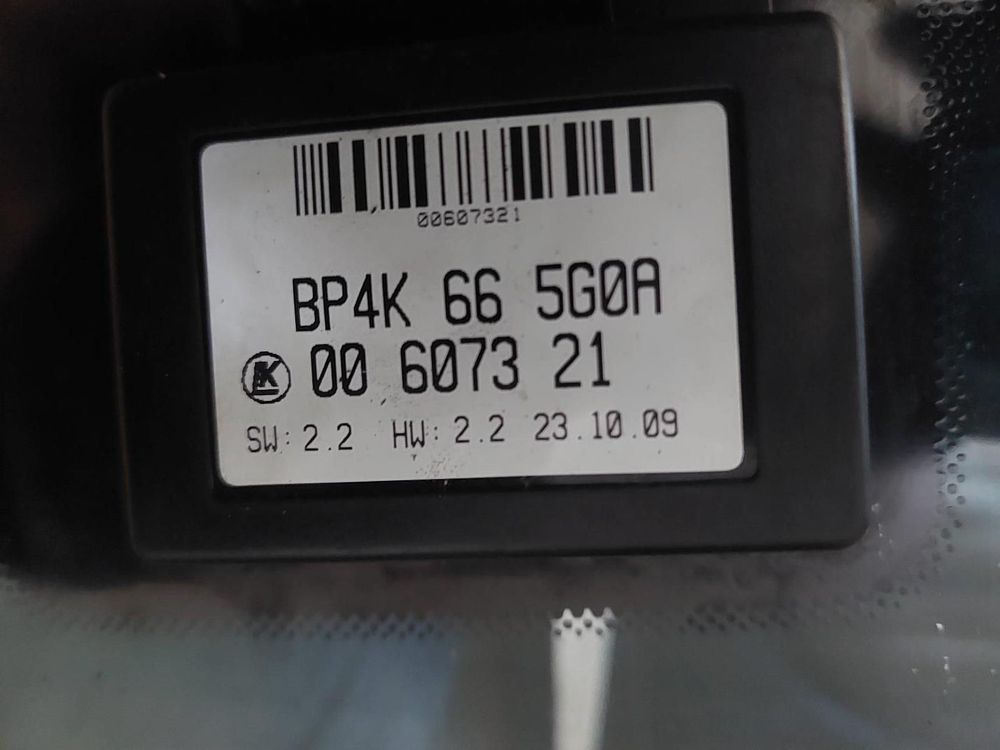 00607321
BP4K 66 5G0A
K 00 6073 21
SW: 2.2 HW: 2.2 23.10.09